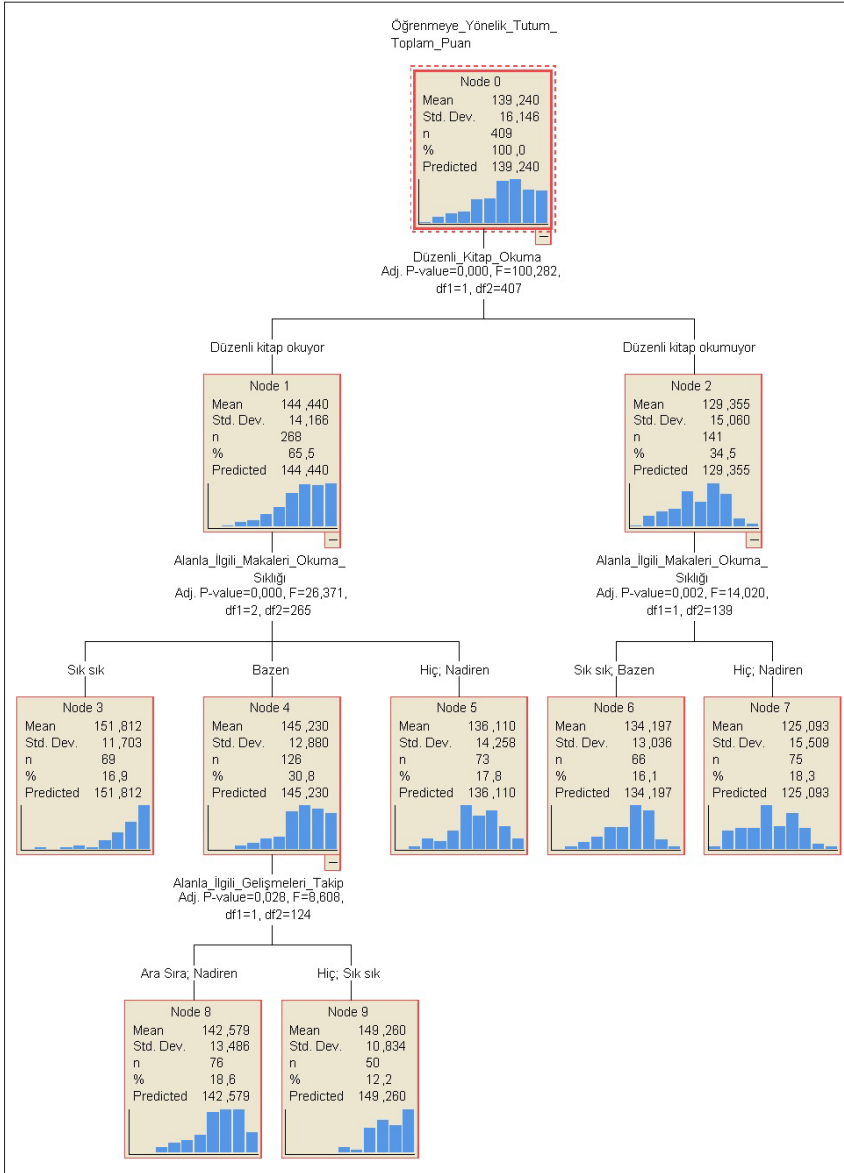 Öğrenmeye_Yönelik_Tutum_
Toplam_Puan
Node 0
Mean 139 ,240
Std. Dev. 16 ,146
n 409
% 100 ,0
Predicted 139 ,240
Düzenli_Kitap_Okuma
Adj. P-value=0,000, F=100,282,
df1=1, df2=407
Düzenli kitap okuyor
Düzenli kitap okumuyor
Node 1
Mean 144 ,440
Std. Dev. 14 ,166
n 268
% 65 ,5
Predicted 144 ,440
Node 2
Mean 129 ,355
Std. Dev. 15 ,060
n 141
% 34 ,5
Predicted 129 ,355
Alanla_İlgili_Makaleri_Okuma_
Sıklığı
Adj. P-value=0,000, F=26,371,
df1=2, df2=265
Alanla_İlgili_Makaleri_Okuma_
Sıklığı
Adj. P-value=0,002, F=14,020,
df1=1, df2=139
Sık sık
Bazen
Hiç; Nadiren
Sık sık; Bazen
Hiç; Nadiren
Node 3
Mean 151 ,812
Std. Dev. 11 ,703
n 69
% 16 ,9
Predicted 151 ,812
Node 4
Mean 145 ,230
Std. Dev. 12 ,880
n 126
% 30 ,8
Predicted 145 ,230
Node 5
Mean 136 ,110
Std. Dev. 14 ,258
n 73
% 17 ,8
Predicted 136 ,110
Node 6
Mean 134 ,197
Std. Dev. 13 ,036
n 66
% 16 ,1
Predicted 134 ,197
Node 7
Mean 125 ,093
Std. Dev. 15 ,509
n 75
% 18 ,3
Predicted 125 ,093
Alanla_İlgili_Gelişmeleri_Takip
Adj. P-value=0,028, F=8,608,
df1=1, df2=124
Ara Sıra; Nadiren
Hiç; Sık sık
Node 8
Mean 142 ,579
Std. Dev. 13 ,486
n 76
% 18 ,6
Predicted 142 ,579
Node 9
Mean 149 ,260
Std. Dev. 10 ,834
n 50
% 12 ,2
Predicted 149 ,260